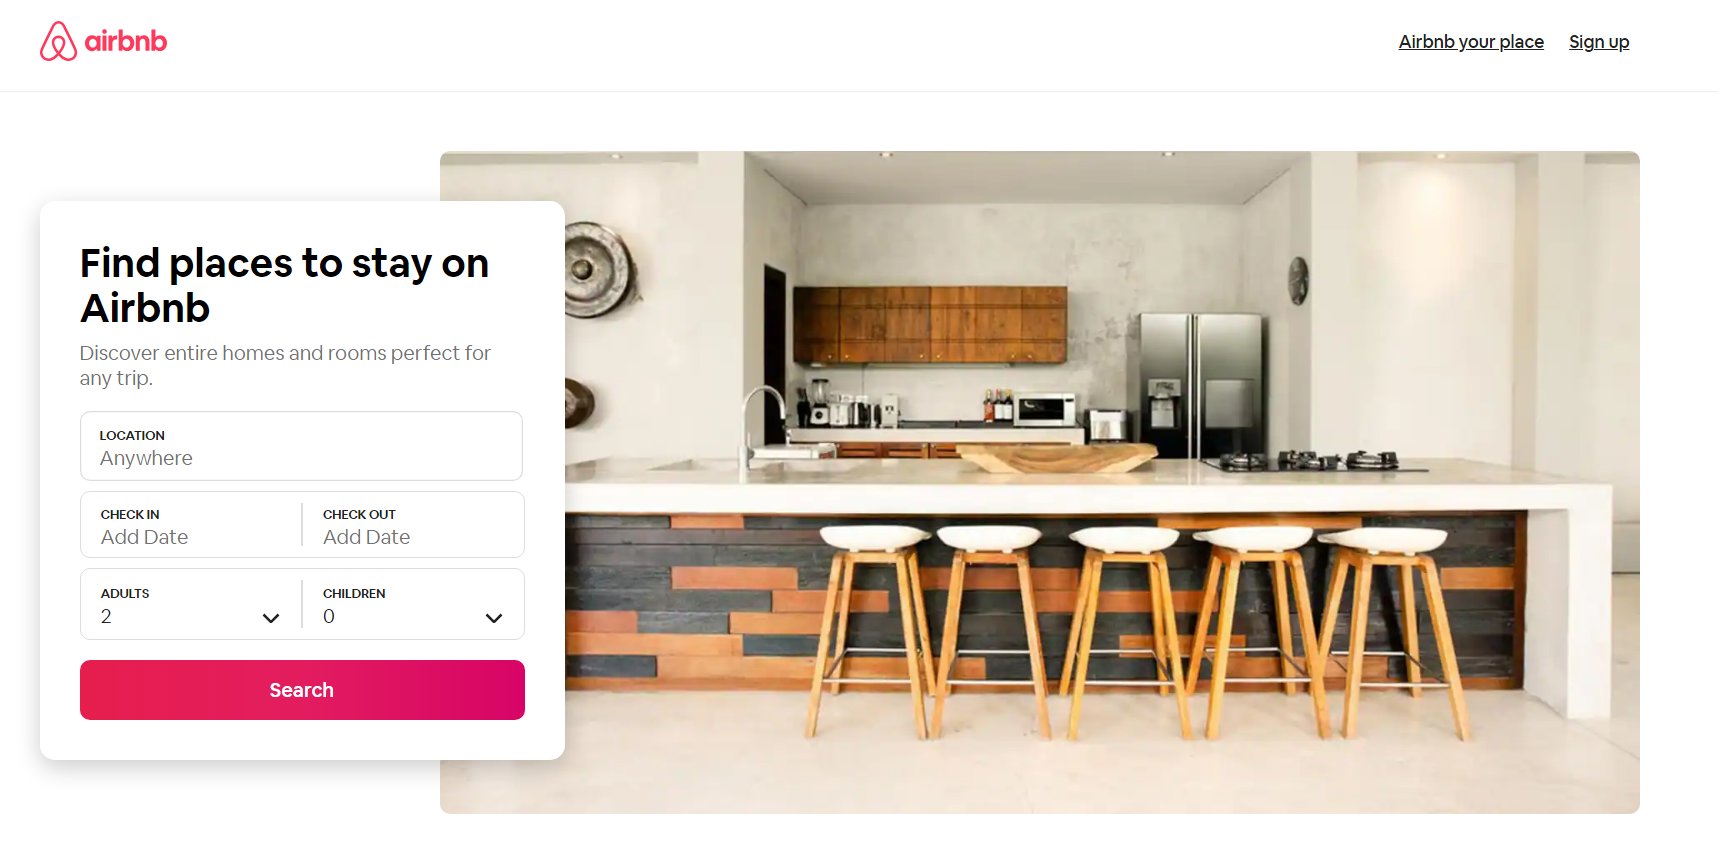 airbnb
Airbnb your place
Sign up
Find places to stay on
Airbnb
Discover entire homes and rooms perfect for
any trip.
LOCATION
Anywhere
CHECK IN
Add Date
CHECK OUT
Add Date
ADULTS
2
CHILDREN
0
Search